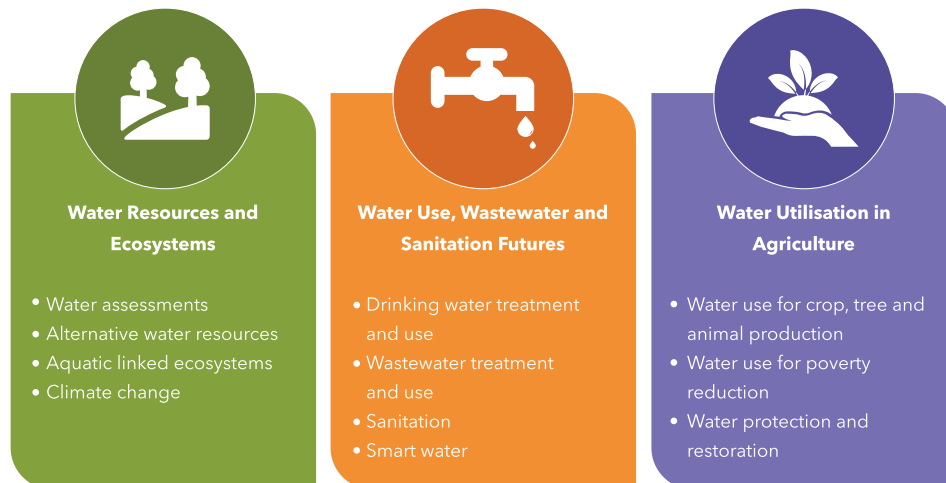 Water Resources and
Ecosystems
• Water assessments
• Alternative water resources
• Aquatic linked ecosystems
• Climate change
Water Use, Wastewater and
Sanitation Futures
• Drinking water treatment
and use
• Wastewater treatment
and use
• Sanitation
• Smart water
Water Utilisation in
Agriculture
• Water use for crop, tree and
animal production
• Water use for poverty
reduction
• Water protection and
restoration